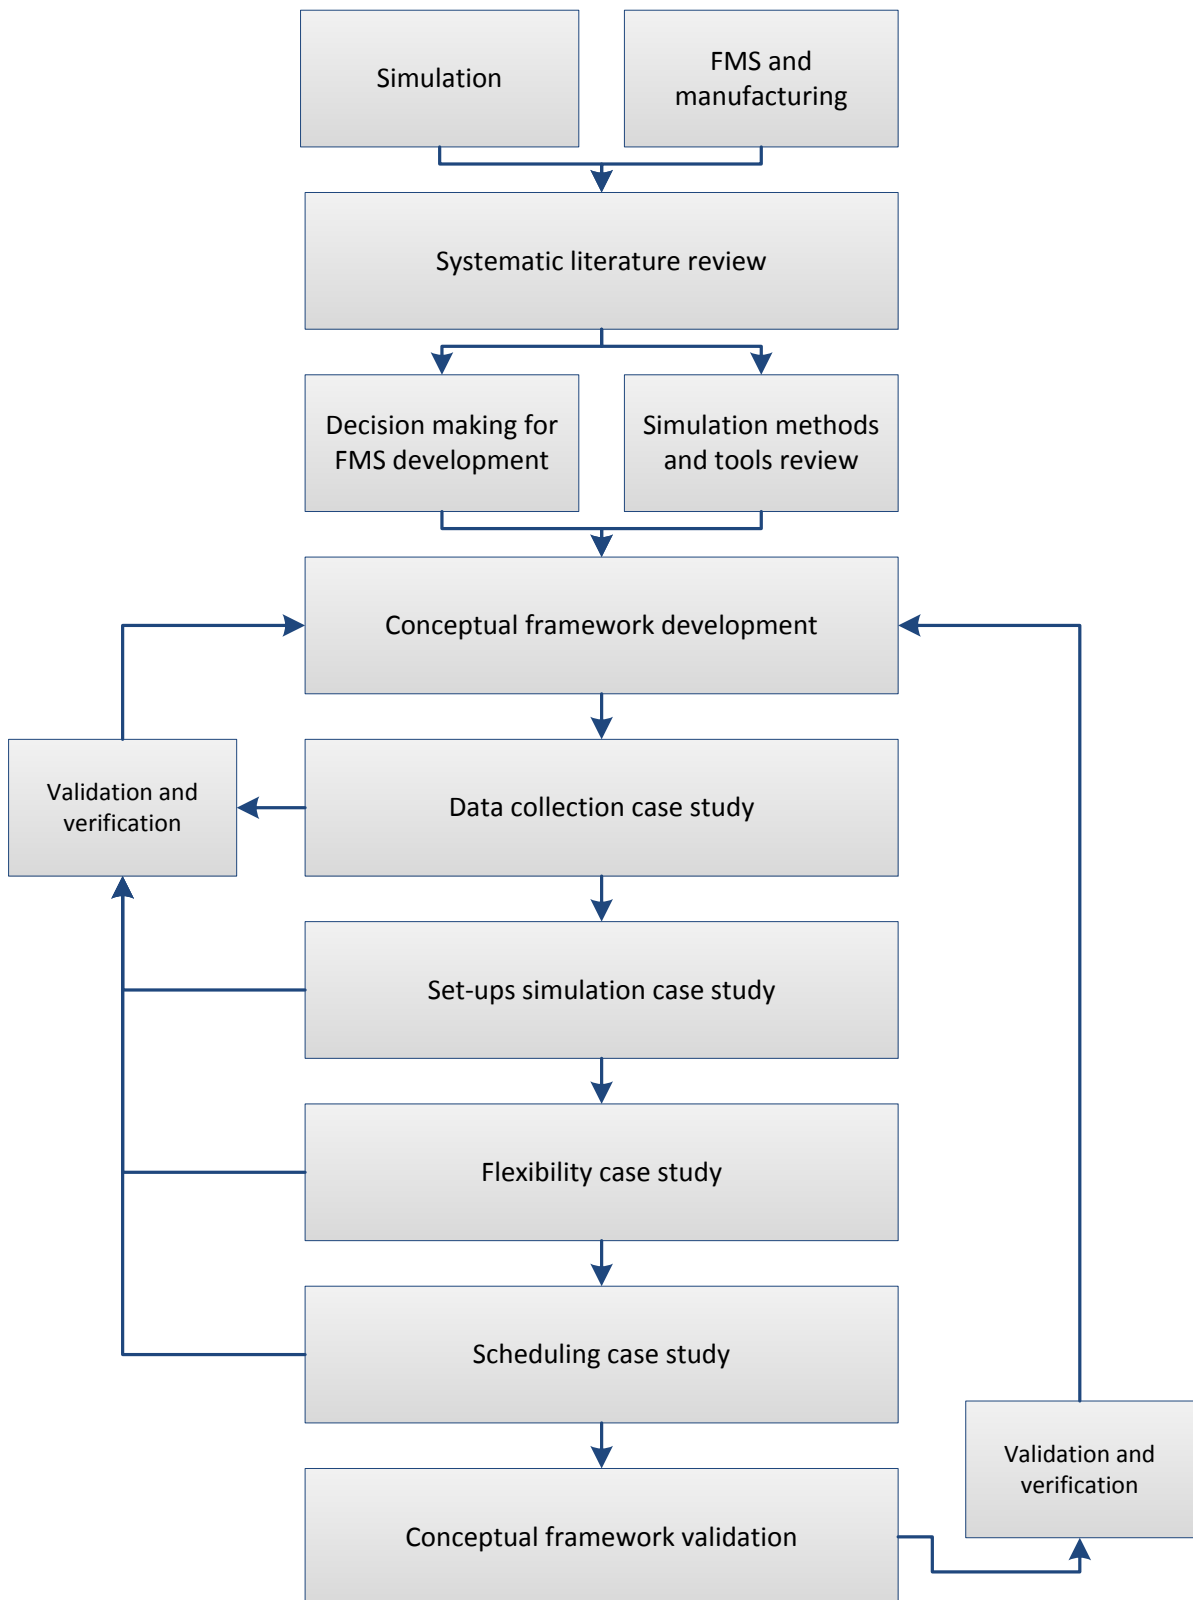 Simulation
FMS and
manufacturing
Systematic literature review
Decision making for
FMS development
Simulation methods
and tools review
Conceptual framework development
Validation and
verification
Data collection case study
Set-ups simulation case study
Flexibility case study
Scheduling case study
Validation and
verification
Conceptual framework validation